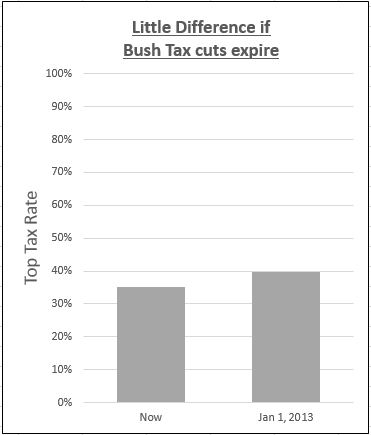 Little Difference if
Bush Tax cuts expire
100%
90%
80%
70%
60%
50%
40%
30%
20%
10%
0%
Top Tax Rate
Now
Jan 1, 2013